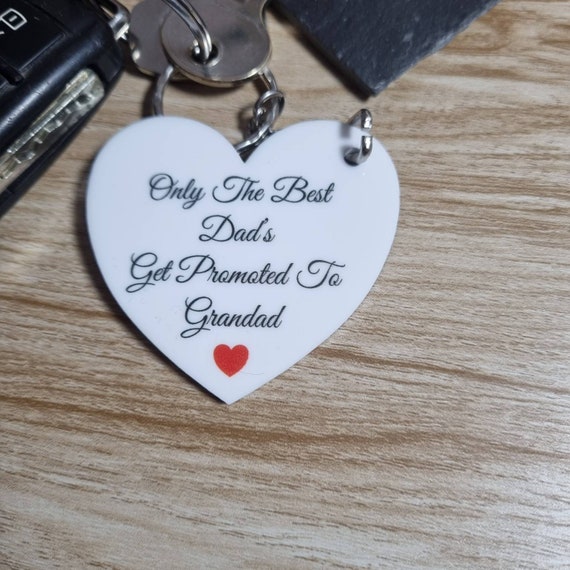 Only The Best
Dad's
Get Promoted To
Grandad